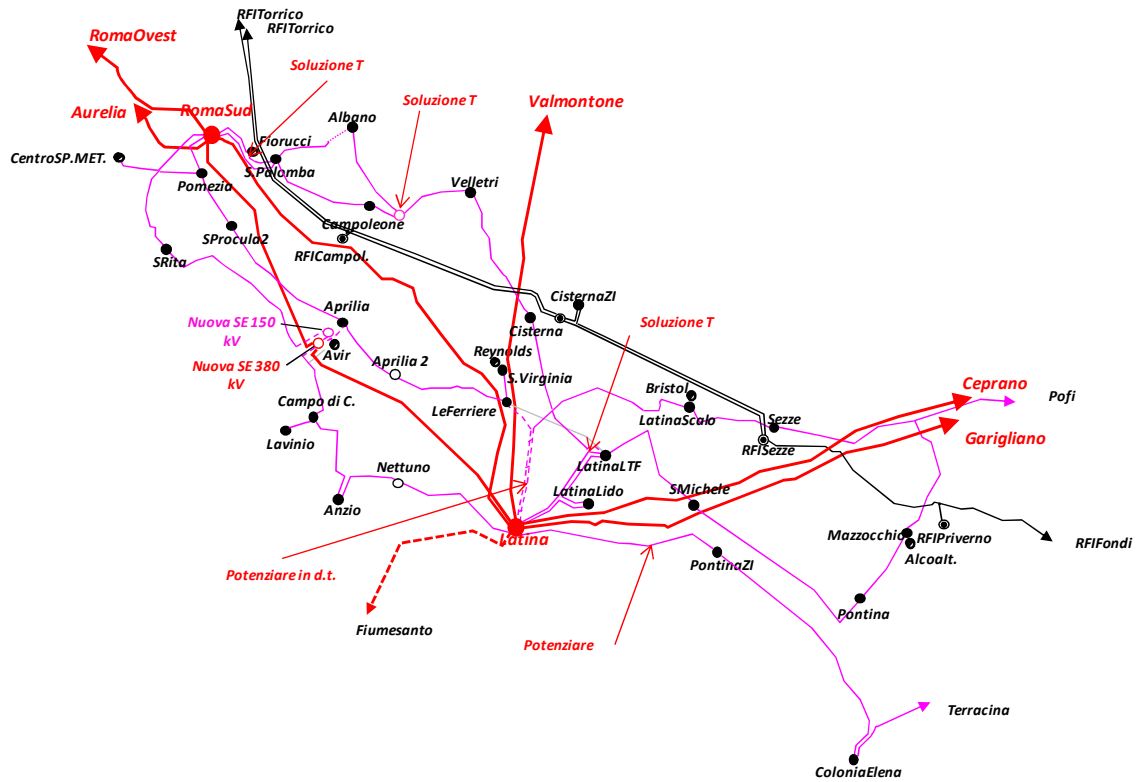 RFITorrico
RFITorrico
RomaOvest
Soluzione T
Aurelia
RomaSud
Soluzione T
Albano
Valmontone
Fiorucci
CentroSP.MET.
S.Palomba
Pomezia
Velletri
Campoleone
SProcula2
RFICampol.
SRita
CisternaZI
Aprilia
Nuova SE 150
kV
Cisterna
Soluzione T
Avir
Reynolds
Aprilia 2
Nuova SE 380
kV
S.Virginia
Bristol
Ceprano
Pofi
Campo di C.
LeFerriere
LatinaScalo
Sezze
Garigliano
Lavinio
RFISezze
Nettuno
LatinaLTF
SMichele
LatinaLido
Anzio
Latina
Mazzocchio
RFIPriverno
RFIFondi
AlcoaIt.
PontinaZI
Potenziare in d.t.
Pontina
Fiumesanto
Potenziare
Terracina
ColoniaElena